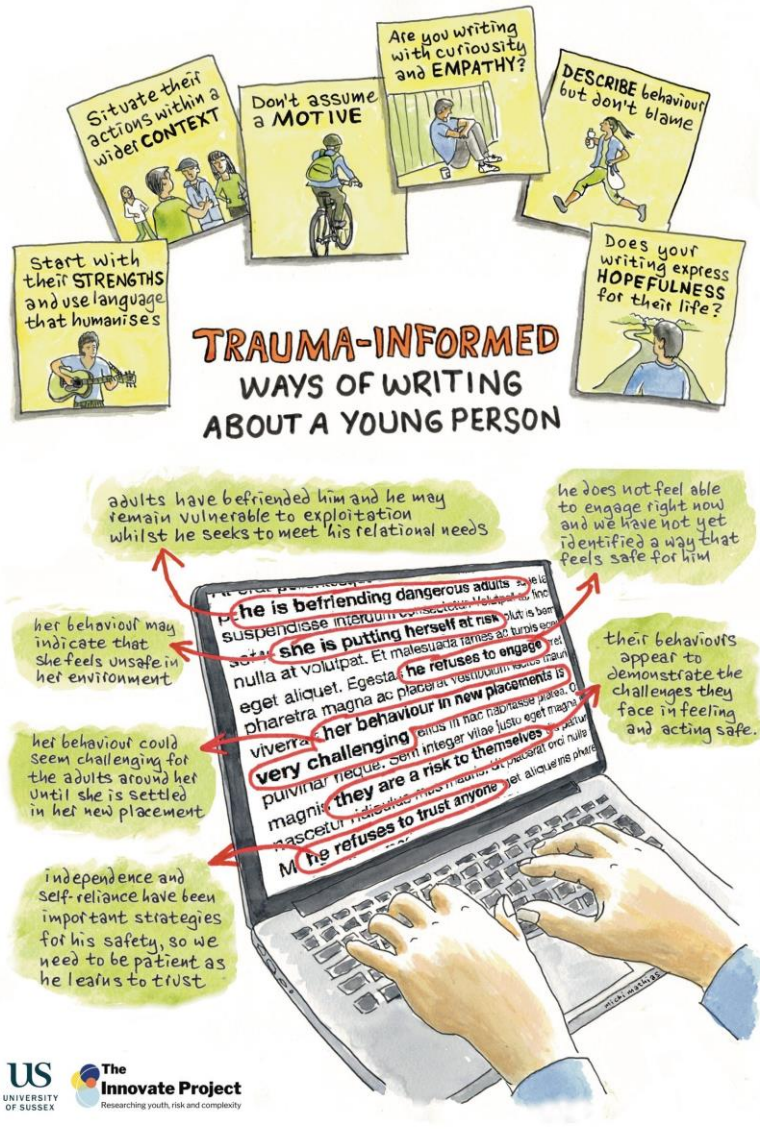 Start with
their STRENGTHS
and use language
that humanises
Situate their
actions within a
wider CONTEXT
Don't assume
a MOTIVE
Are you writing
with curiousity
and EMPATHY?
DESCRIBE behaviour
but don't blame
Does your
writing express
HOPEFULNESS
for their life?
TRAUMA-INFORMED
WAYS OF WRITING
ABOUT A YOUNG PERSON
adults have befriended him and he may
remain vulnerable to exploitation
whilst he seeks to meet his relational needs
he does not feel able
to engage right now
and we have not yet
identified a way that
feels safe for him
her behaviour may
indicate that
she feels unsafe in
her environment
their behaviours
appear to
demonstrate the
challenges they
face in feeling
and acting safe.
her behaviour could
seem challenging for
the adults around her
until she is settled
in her new placement
independence and
self-reliance have been
important strategies
for his safety, so we
need to be patient as
he learns to trust
he is befriending dangerous adults
suspendisse interdum consectetur
she is putting herself at risk
nulla at volutpat. Et malesuada fames ac turpis
eget aliquet. Egestas he refuses to engage
pharetra magna ac placerat vestibulum
viverra her behaviour in new placements is
very challenging
pulvinar neque. Sem integer vitae justo eget magna
magnis they are a risk to themselves
nascetur ridiculus mus mauris.
he refuses to trust anyone
michi mathias
US
UNIVERSITY
OF SUSSEX
The
Innovate Project
Researching youth, risk and complexity